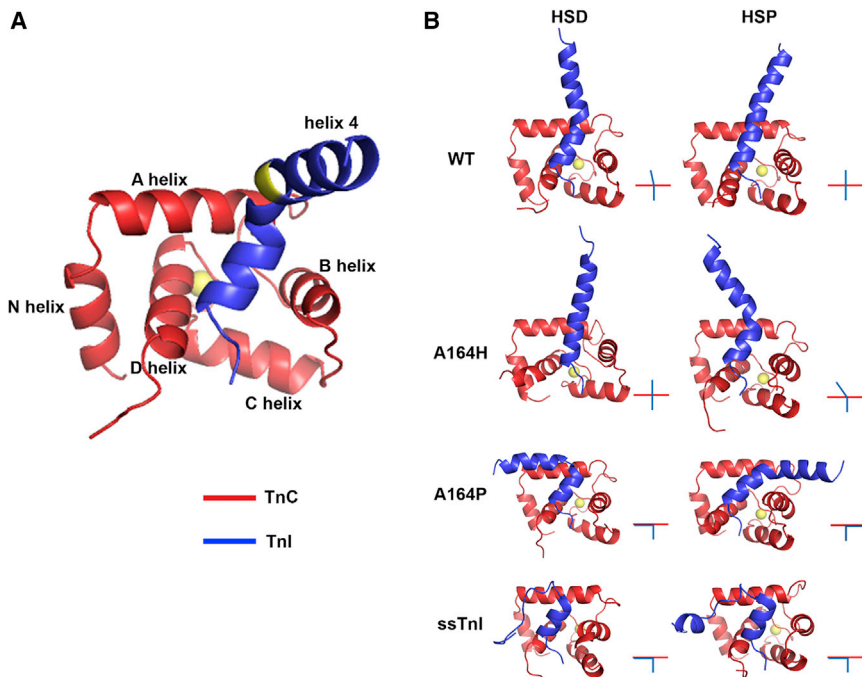 A
helix 4
A helix
B helix
N helix
D helix
C helix
TnC
TnI
B
HSD HSP
WT
A164H
A164P
ssTnI